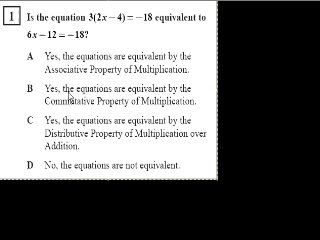 1 Is the equation 3(2x – 4) = –18 equivalent to
6x – 12 = –18?
A Yes, the equations are equivalent by the
Associative Property of Multiplication.
B Yes, the equations are equivalent by the
Commutative Property of Multiplication.
C Yes, the equations are equivalent by the
Distributive Property of Multiplication over
Addition.
D No, the equations are not equivalent.